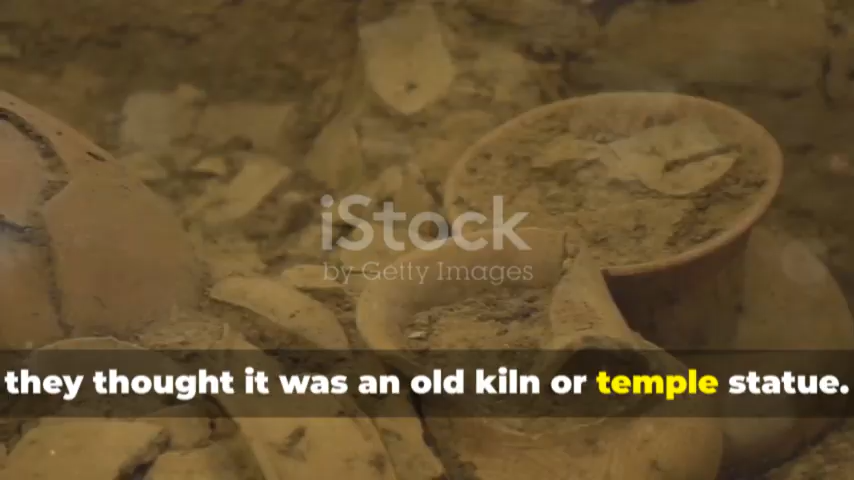 iStock
by Getty Images
they thought it was an old kiln or temple statue.